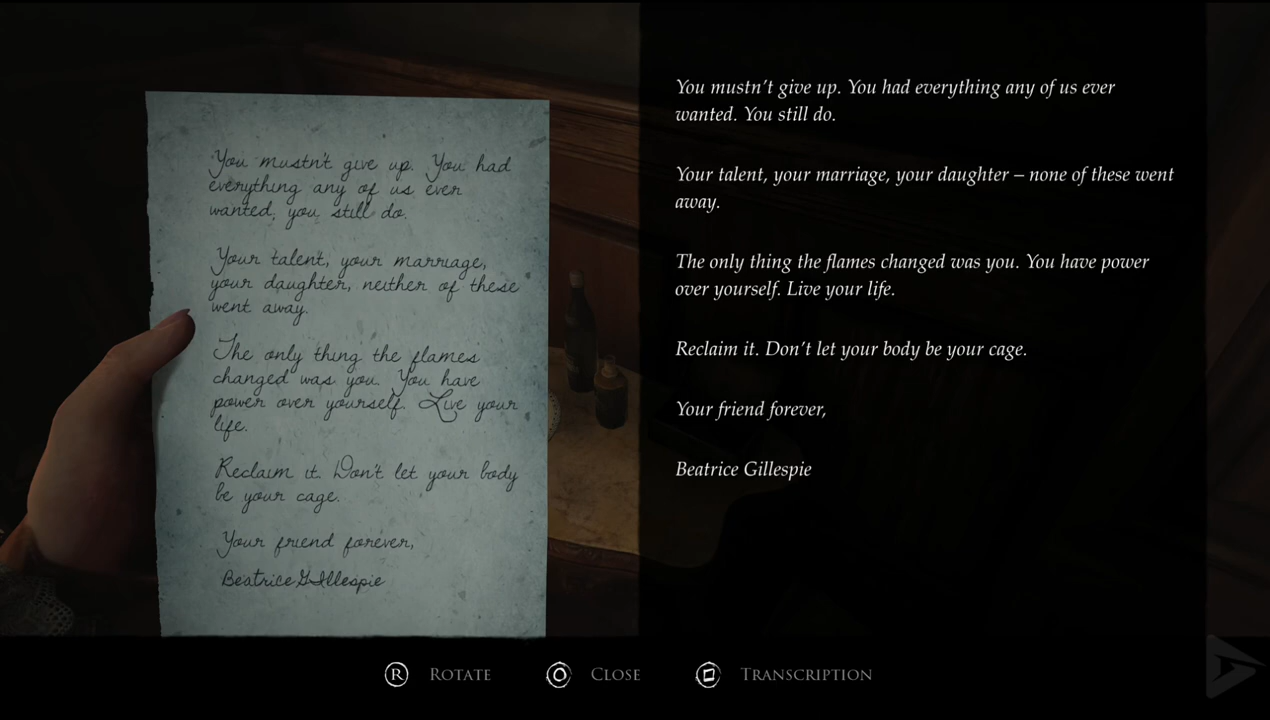 You mustn't give up. You had
everything any of us ever
wanted, you still do.
Your talent, your marriage,
your daughter, neither of these
went away.
The only thing the flames
changed was you. You have
power over yourself. Live your
life.
Reclaim it. Don't let your body
be your cage.
Your friend forever,
Beatrice Gillespie
You mustn't give up. You had everything any of us ever
wanted. You still do.
Your talent, your marriage, your daughter – none of these went
away.
The only thing the flames changed was you. You have power
over yourself. Live your life.
Reclaim it. Don't let your body be your cage.
Your friend forever,
Beatrice Gillespie
R ROTATE CLOSE TRANSCRIPTION